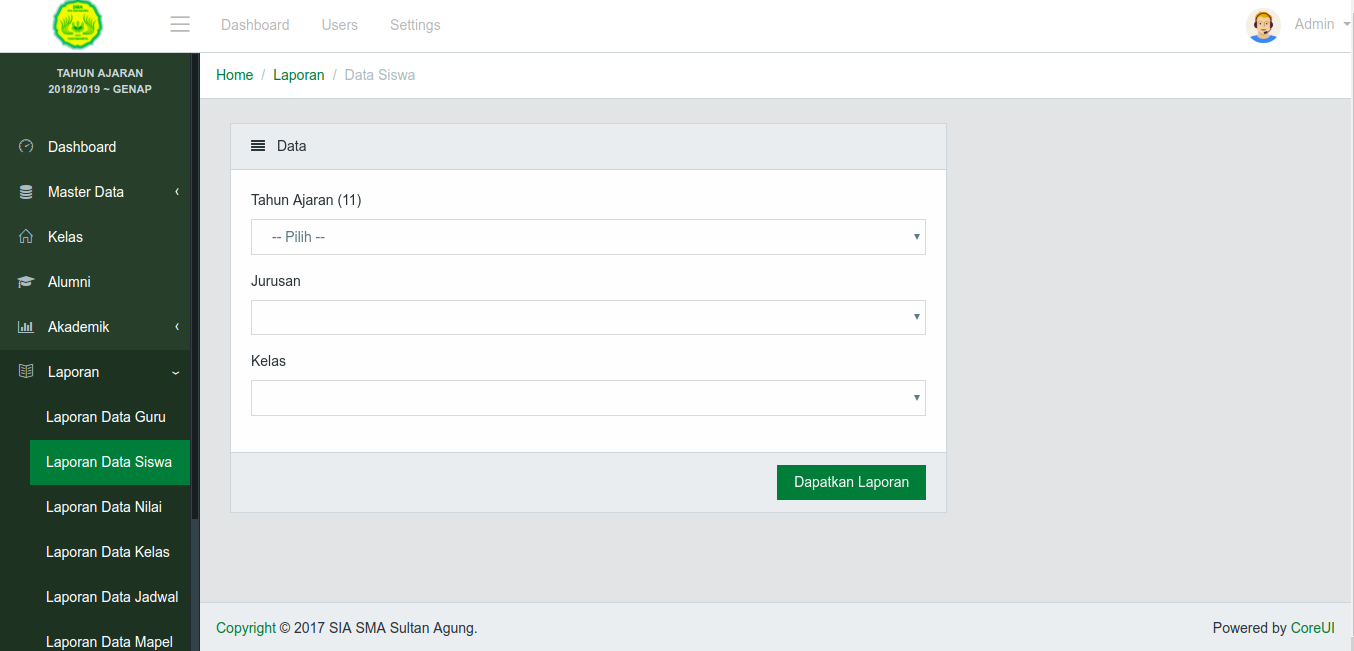 Dashboard Users Settings Admin
TAHUN AJARAN
2018/2019 ~ GENAP
Home / Laporan / Data Siswa
Dashboard
Master Data
Kelas
Alumni
Akademik
Laporan
Laporan Data Guru
Laporan Data Siswa
Laporan Data Nilai
Laporan Data Kelas
Laporan Data Jadwal
Laporan Data Mapel
Data
Tahun Ajaran (11)
-- Pilih --
Jurusan
Kelas
Dapatkan Laporan
Copyright © 2017 SIA SMA Sultan Agung.
Powered by CoreUI